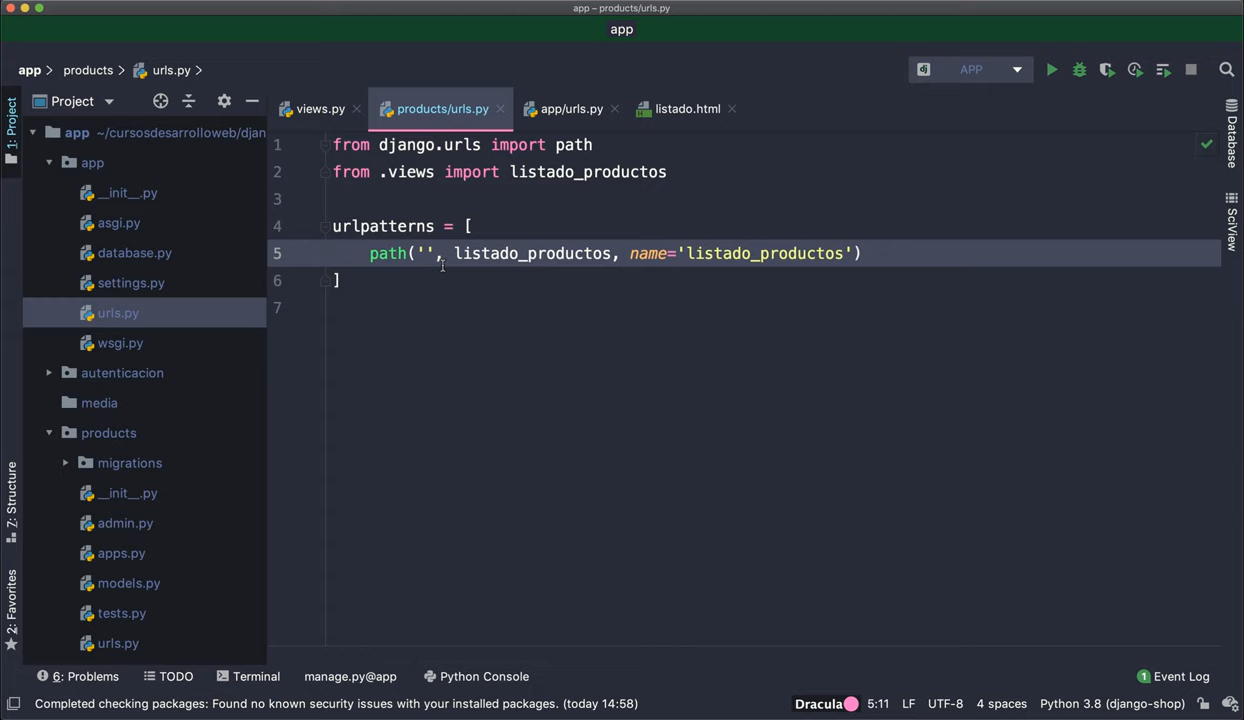 app – products/urls.py
app
app
products
urls.py
dj APP
1: Project
Project
views.py
products/urls.py
app/urls.py
listado.html
app ~/cursosdesarrolloweb/djan
app
__init__.py
asgi.py
database.py
settings.py
urls.py
wsgi.py
autenticacion
media
products
migrations
__init__.py
admin.py
apps.py
models.py
tests.py
urls.py
7: Structure
2: Favorites
1 from django.urls import path
2 from .views import listado_productos
3
4 urlpatterns = [
5 path('', listado_productos, name='listado_productos')
6 ]
7
Database
SciView
6: Problems
TODO
Terminal
manage.py@app
Python Console
1 Event Log
Completed checking packages: Found no known security issues with your installed packages. (today 14:58)
Dracula
5:11
LF
UTF-8
4 spaces
Python 3.8 (django-shop)